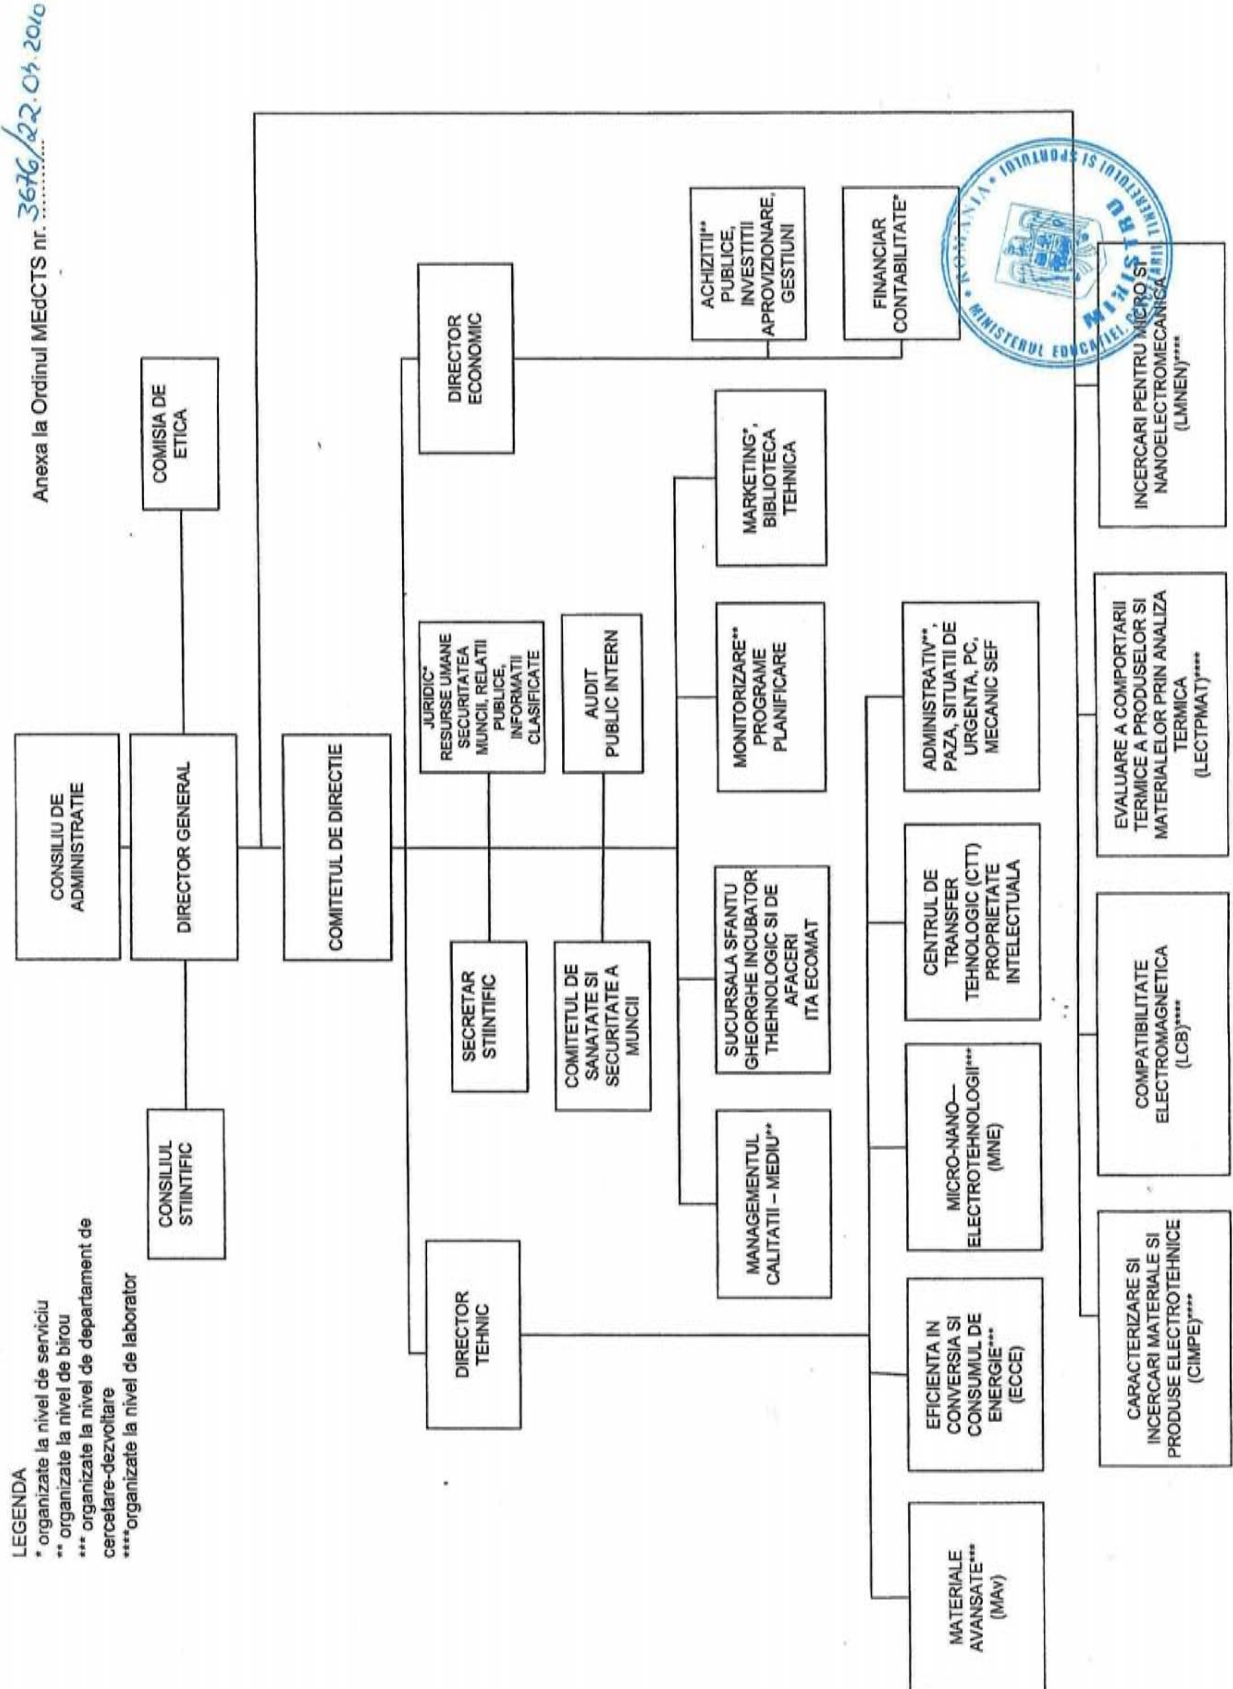 Anexa la Ordinul MEdCTS nr. 3676/22.03.2010
LEGENDA
* organizate la nivel de serviciu
** organizate la nivel de birou
*** organizate la nivel de departament de
cercetare-dezvoltare
****organizate la nivel de laborator
CONSILIU DE
ADMINISTRATIE
DIRECTOR GENERAL
CONSILIUL
STIINTIFIC
COMISIA DE
ETICA
COMITETUL DE DIRECTIE
DIRECTOR
TEHNIC
SECRETAR
STIINTIFIC
JURIDIC*
RESURSE UMANE
SECURITATEA
MUNCII, RELATII
PUBLICE,
INFORMATII
CLASIFICATE
DIRECTOR
ECONOMIC
COMITETUL DE
SANATATE SI
SECURITATE A
MUNCII
AUDIT
PUBLIC INTERN
MANAGEMENTUL
CALITATII – MEDIU**
SUCURSALA SFANTU
GHEORGHE INCUBATOR
THEHNOLOGIC SI DE
AFACERI
ITA ECOMAT
MONITORIZARE**
PROGRAME
PLANIFICARE
MARKETING*,
BIBLIOTECA
TEHNICA
ACHIZITII**
PUBLICE,
INVESTITII
APROVIZIONARE,
GESTIUNI
FINANCIAR
CONTABILITATE*
MATERIALE
AVANSATE***
(MAv)
EFICIENTA IN
CONVERSIA SI
CONSUMUL DE
ENERGIE***
(ECCE)
MICRO-NANO—
ELECTROTEHNOLOGII***
(MNE)
CENTRUL DE
TRANSFER
TEHNOLOGIC (CTT)
PROPRIETATE
INTELECTUALA
ADMINISTRATIV**,
PAZA, SITUATII DE
URGENTA, PC,
MECANIC SEF
CARACTERIZARE SI
INCERCARI MATERIALE SI
PRODUSE ELECTROTEHNICE
(CIMPE)****
COMPATIBILITATE
ELECTROMAGNETICA
(LCB)****
EVALUARE A COMPORTARII
TERMICE A PRODUSELOR SI
MATERIALELOR PRIN ANALIZA
TERMICA
(LECTPMAT)****
INCERCARI PENTRU MICRO SI
NANOELECTROMECANICA
(LMNEN)****
* ROMANIA *
MINISTERUL EDUCATIEI, TINERETULUI SI SPORTULUI
MINISTRU